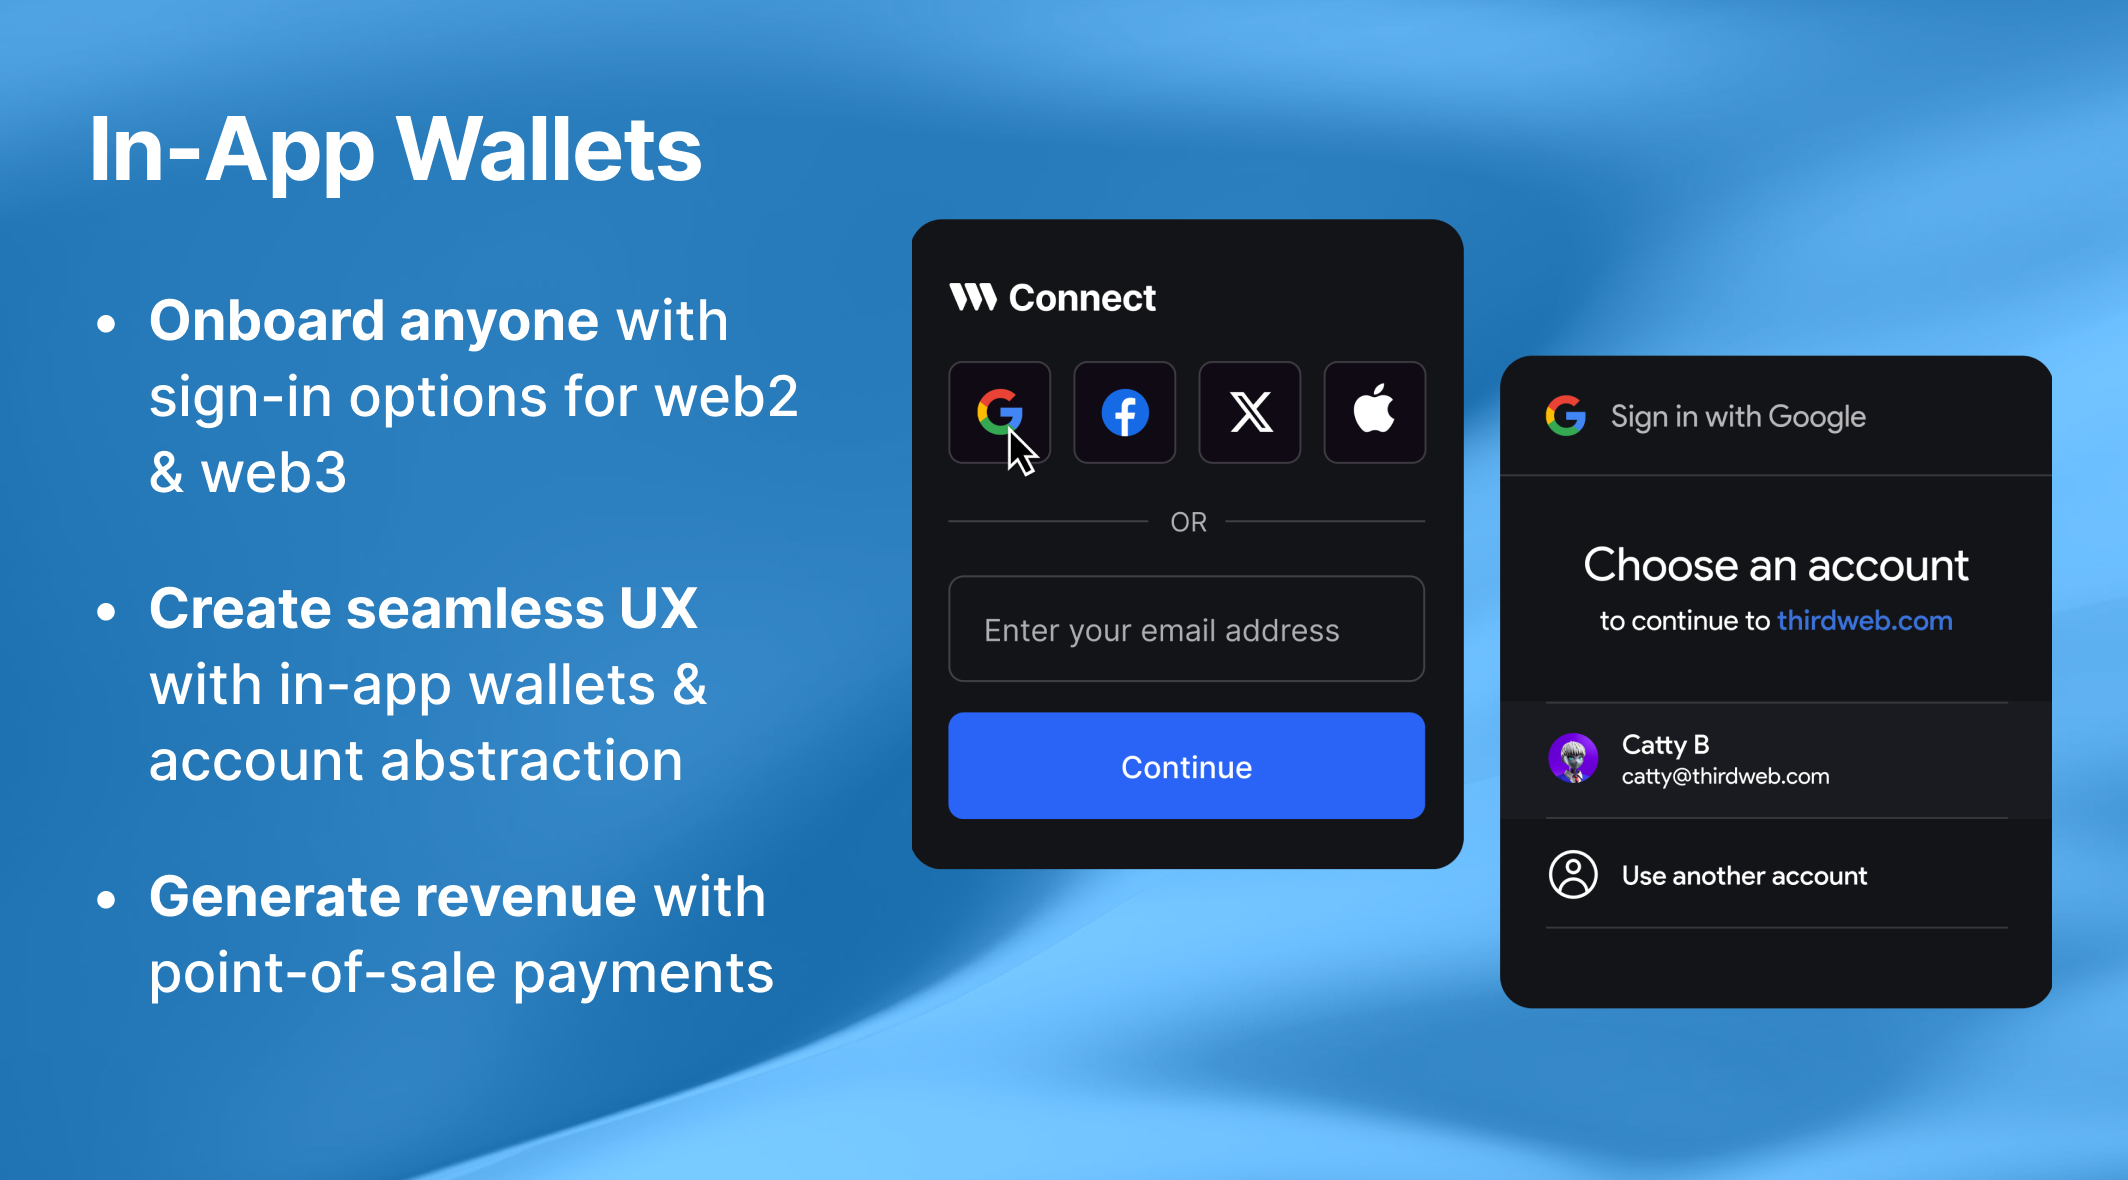 In-App Wallets
• Onboard anyone with
sign-in options for web2
& web3
• Create seamless UX
with in-app wallets &
account abstraction
• Generate revenue with
point-of-sale payments
Connect
OR
Enter your email address
Continue
Sign in with Google
Choose an account
to continue to thirdweb.com
Catty B
catty@thirdweb.com
Use another account